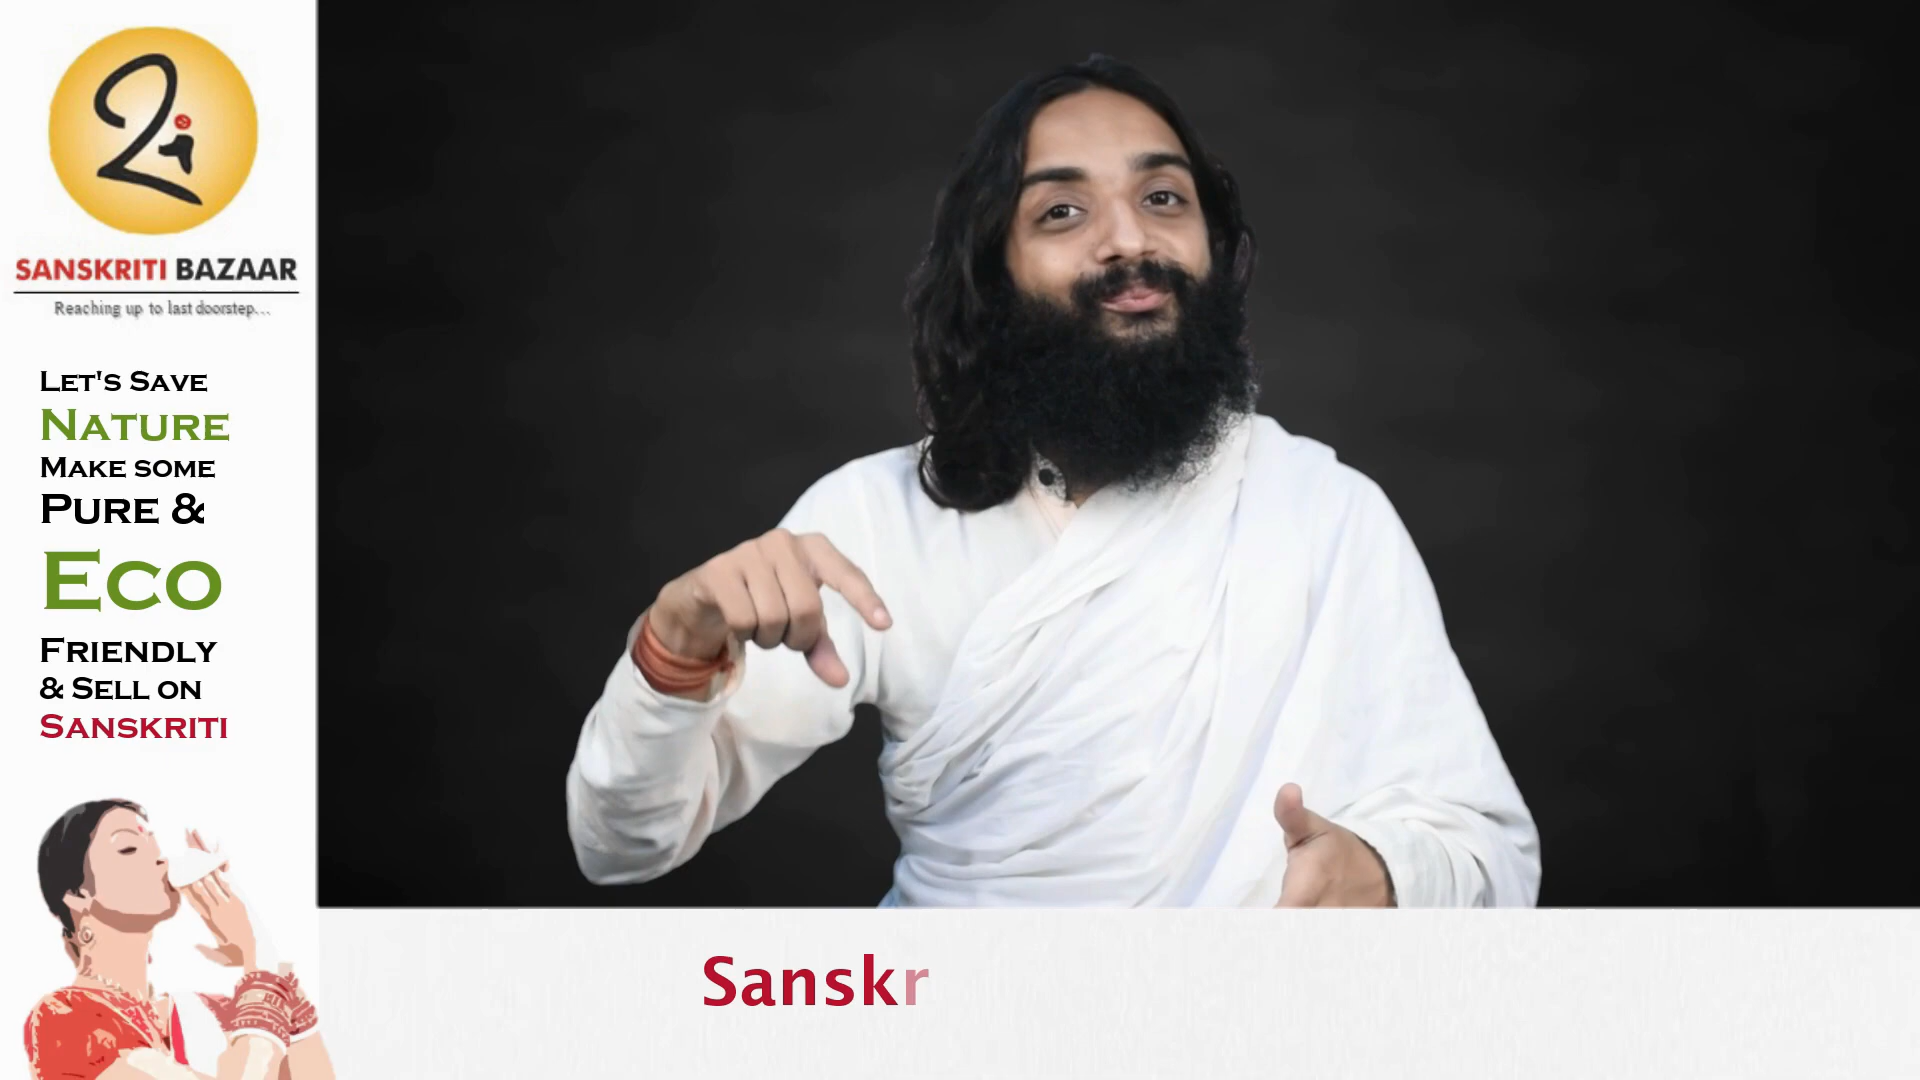 SANSKRITI BAZAAR
Reaching up to last doorstep...
LET'S SAVE
NATURE
MAKE SOME
PURE &
ECO
FRIENDLY
& SELL ON
SANSKRITI
Sanskr